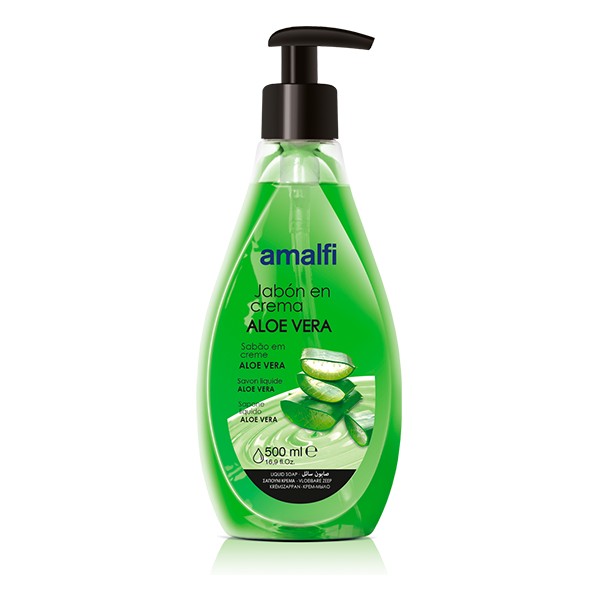 amalfi
Jabón en
crema
ALOE VERA
Sabão em
creme
ALOE VERA
Savon liquide
ALOE VERA
Sapone
liquido
ALOE VERA
500 ml ℮
16,9 fl.Oz.
LIQUID SOAP · صابون سائل
ΣΑΠΟΥΝΙ ΚΡΕΜΑ · VLOEIBARE ZEEP
KRÉMSZAPPAN · КРЕМ-МЫЛО